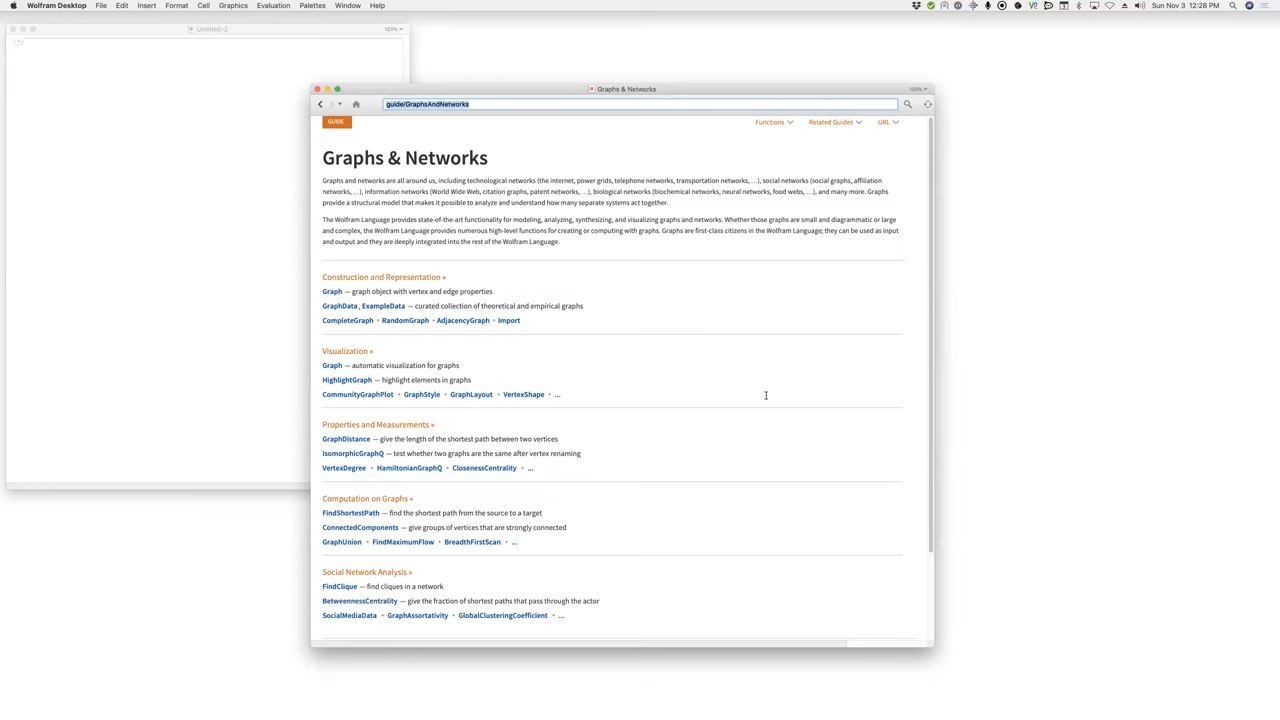 Wolfram Desktop File Edit Insert Format Cell Graphics Evaluation Palettes Window Help Sun Nov 3 12:28 PM
Untitled-2 100%
Graphs & Networks 100%
guide/GraphsAndNetworks
GUIDE Functions Related Guides URL
Graphs & Networks
Graphs and networks are all around us, including technological networks (the internet, power grids, telephone networks, transportation networks, …), social networks (social graphs, affiliation
networks, …), information networks (World Wide Web, citation graphs, patent networks, …), biological networks (biochemical networks, neural networks, food webs, …), and many more. Graphs
provide a structural model that makes it possible to analyze and understand how many separate systems act together.
The Wolfram Language provides state-of-the-art functionality for modeling, analyzing, synthesizing, and visualizing graphs and networks. Whether those graphs are small and diagrammatic or large
and complex, the Wolfram Language provides numerous high-level functions for creating or computing with graphs. Graphs are first-class citizens in the Wolfram Language; they can be used as input
and output and they are deeply integrated into the rest of the Wolfram Language.
Construction and Representation »
Graph — graph object with vertex and edge properties
GraphData, ExampleData — curated collection of theoretical and empirical graphs
CompleteGraph • RandomGraph • AdjacencyGraph • Import
Visualization »
Graph — automatic visualization for graphs
HighlightGraph — highlight elements in graphs
CommunityGraphPlot • GraphStyle • GraphLayout • VertexShape • ...
Properties and Measurements »
GraphDistance — give the length of the shortest path between two vertices
IsomorphicGraphQ — test whether two graphs are the same after vertex renaming
VertexDegree • HamiltonianGraphQ • ClosenessCentrality • ...
Computation on Graphs »
FindShortestPath — find the shortest path from the source to a target
ConnectedComponents — give groups of vertices that are strongly connected
GraphUnion • FindMaximumFlow • BreadthFirstScan • ...
Social Network Analysis »
FindClique — find cliques in a network
BetweennessCentrality — give the fraction of shortest paths that pass through the actor
SocialMediaData • GraphAssortativity • GlobalClusteringCoefficient • ...